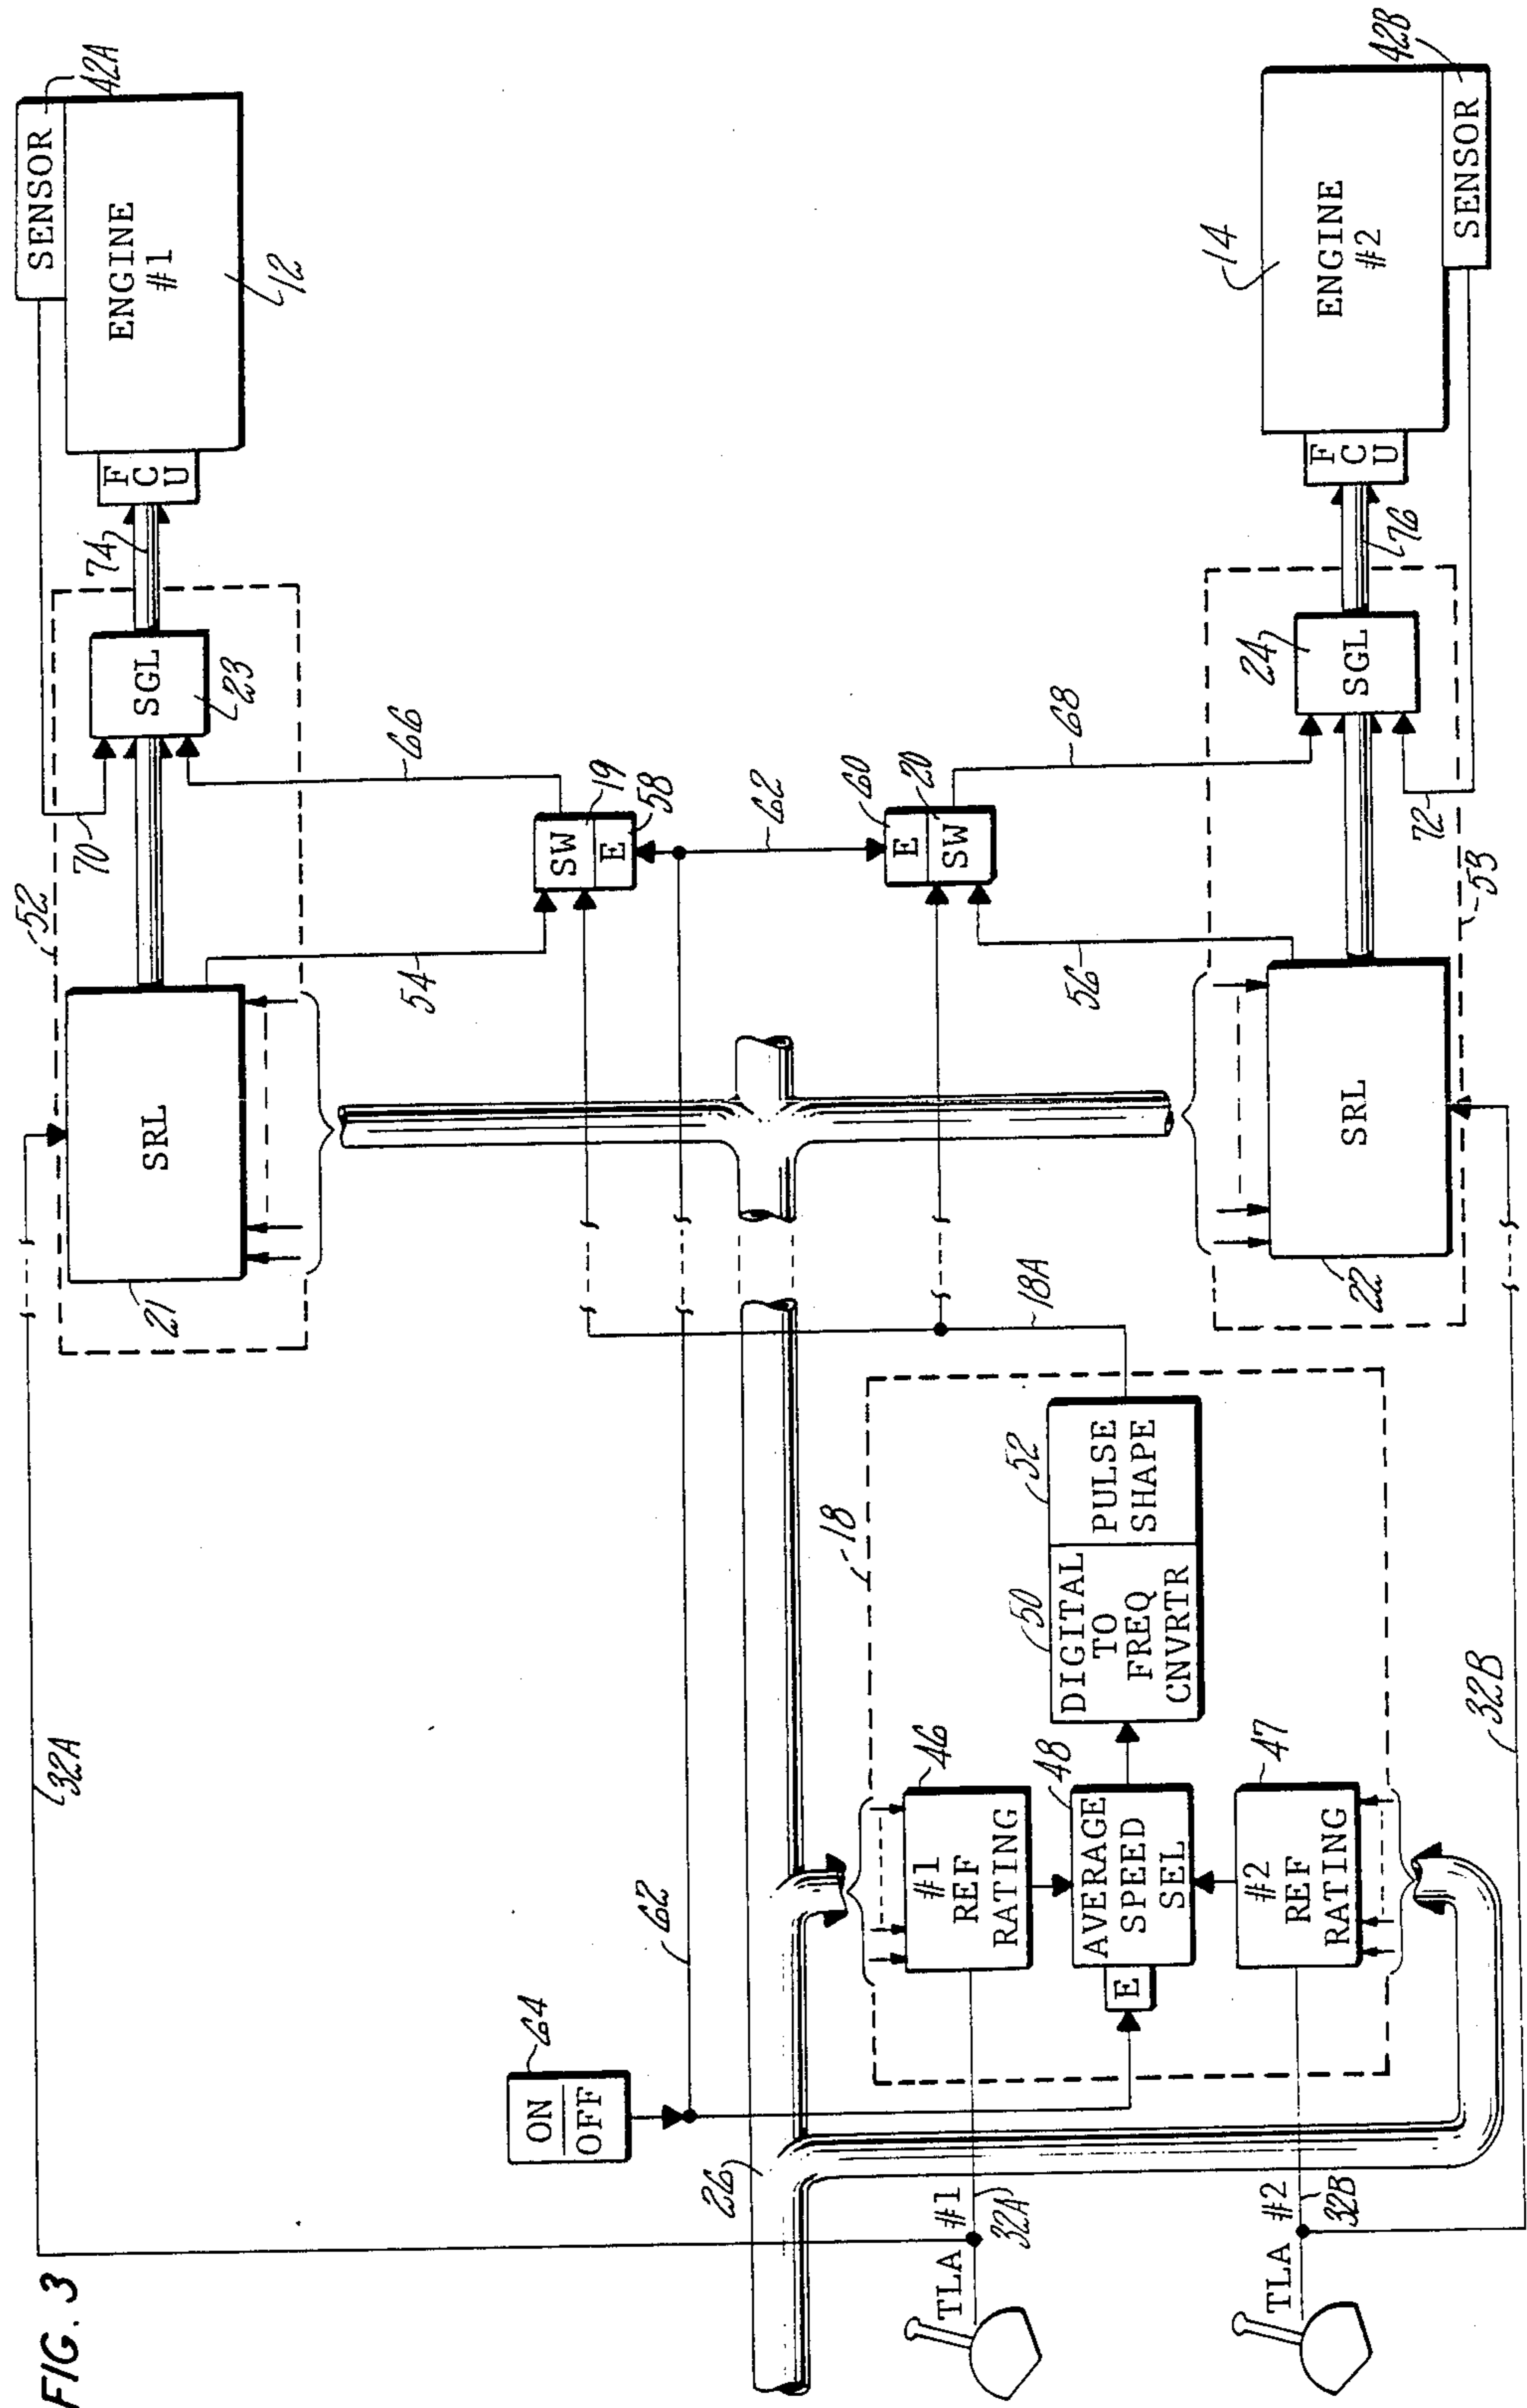 FIG. 3
32A
52
21
SRL
70
SGL
23
74
F
C
U
SENSOR
42A
ENGINE
#1
12
54
66
SW
19
E
58
62
E
60
SW
20
68
56
ON
OFF
64
62
26
18
#1
REF
RATING
46
AVERAGE
SPEED
SEL
48
E
#2
REF
RATING
47
DIGITAL
TO
FREQ
CNVRTR
50
PULSE
SHAPE
52
18A
TLA #1
32A
TLA #2
32B
32B
22
SRL
53
72
24
SGL
76
F
C
U
14
ENGINE
#2
SENSOR
42B